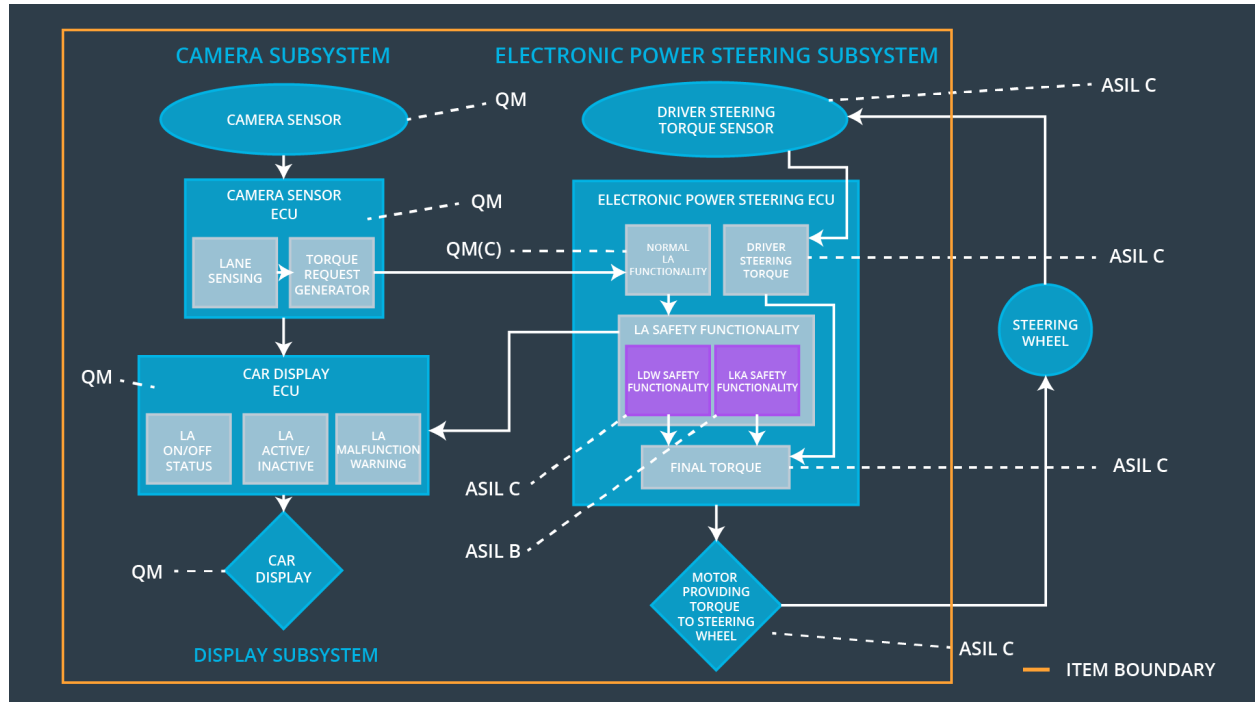 CAMERA SUBSYSTEM
ELECTRONIC POWER STEERING SUBSYSTEM
CAMERA SENSOR
QM
DRIVER STEERING
TORQUE SENSOR
ASIL C
CAMERA SENSOR
ECU
QM
LANE
SENSING
TORQUE
REQUEST
GENERATOR
ELECTRONIC POWER STEERING ECU
QM(C)
NORMAL
LA
FUNCTIONALITY
DRIVER
STEERING
TORQUE
ASIL C
STEERING
WHEEL
LA SAFETY FUNCTIONALITY
LDW SAFETY
FUNCTIONALITY
LKA SAFETY
FUNCTIONALITY
QM
CAR DISPLAY
ECU
LA
ON/OFF
STATUS
LA
ACTIVE/
INACTIVE
LA
MALFUNCTION
WARNING
FINAL TORQUE
ASIL C
ASIL C
ASIL B
QM
CAR
DISPLAY
MOTOR
PROVIDING
TORQUE
TO STEERING
WHEEL
ASIL C
DISPLAY SUBSYSTEM
ITEM BOUNDARY